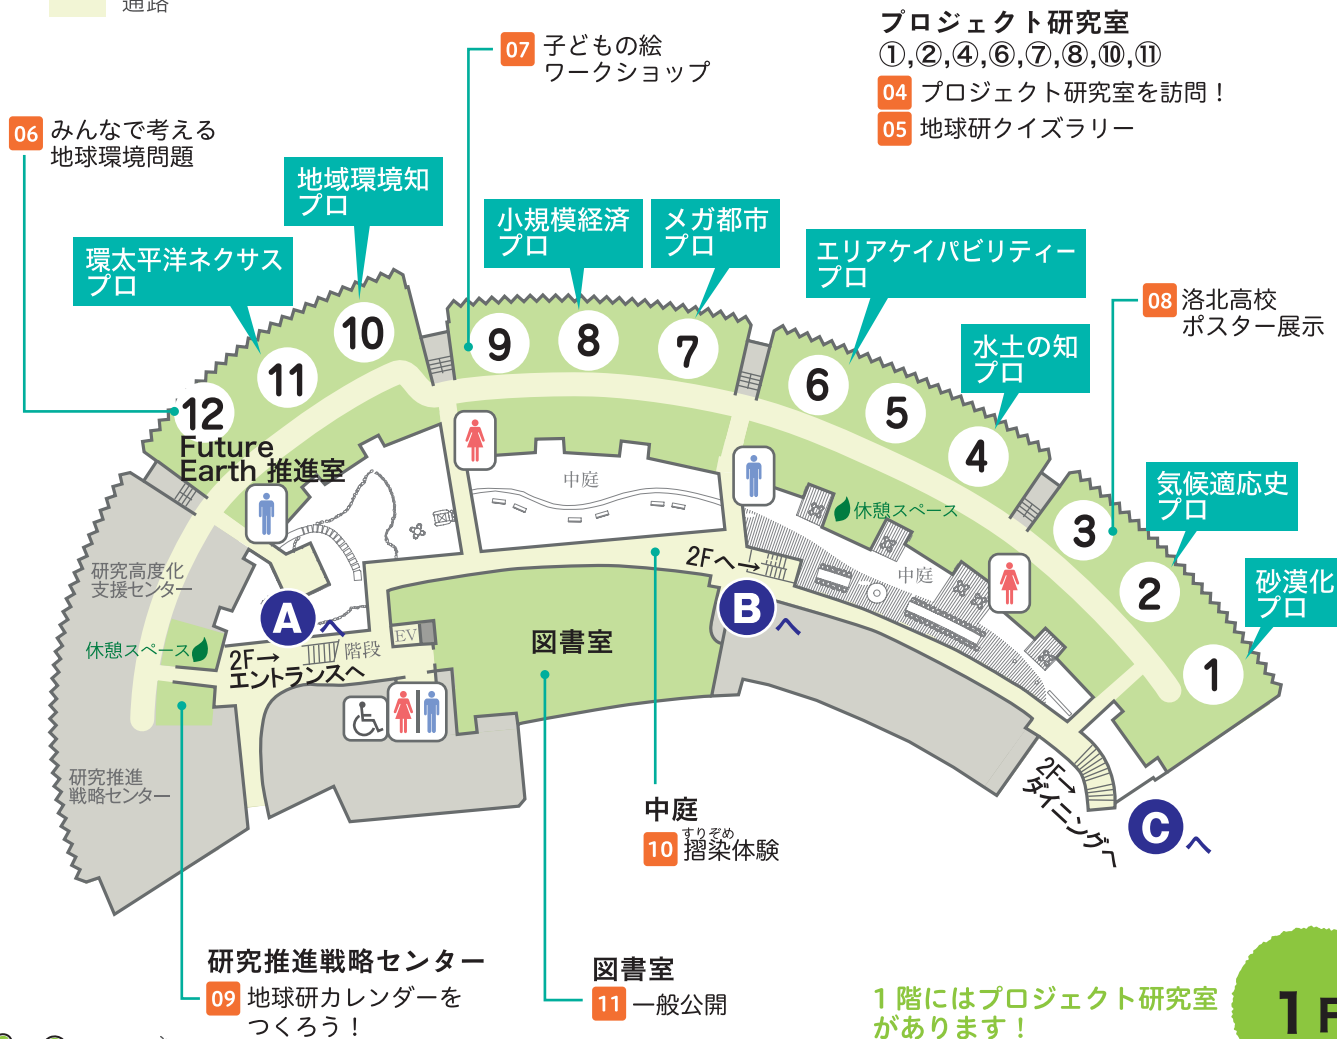 通路
プロジェクト研究室
①,②,④,⑥,⑦,⑧,⑩,⑪
04 プロジェクト研究室を訪問！
05 地球研クイズラリー
07 子どもの絵
ワークショップ
06 みんなで考える
地球環境問題
地域環境知
プロ
環太平洋ネクサス
プロ
小規模経済
プロ
メガ都市
プロ
エリアケイパビリティー
プロ
水土の知
プロ
08 洛北高校
ポスター展示
気候適応史
プロ
砂漠化
プロ
12
11
10
9
8
7
6
5
4
3
2
1
Future
Earth 推進室
中庭
休憩スペース
中庭
2Fへ→
研究高度化
支援センター
休憩スペース
A へ
B へ
C へ
2F→
エントランスへ
階段
EV
図書室
研究推進
戦略センター
2F→
ダイニングへ
中庭
すりぞめ
10 摺染体験
研究推進戦略センター
09 地球研カレンダーを
つくろう！
図書室
11 一般公開
1 階にはプロジェクト研究室
があります！
1F